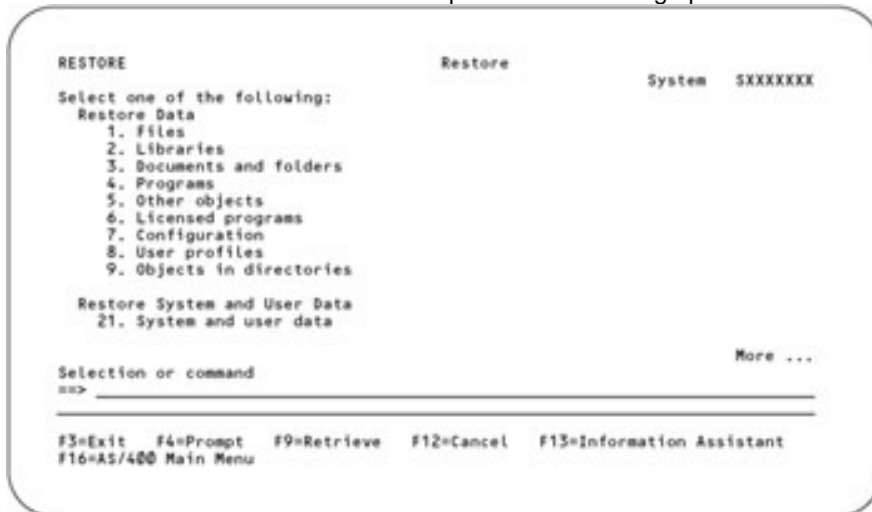 RESTORE Restore
System SXXXXXXX
Select one of the following:
Restore Data
1. Files
2. Libraries
3. Documents and folders
4. Programs
5. Other objects
6. Licensed programs
7. Configuration
8. User profiles
9. Objects in directories
Restore System and User Data
21. System and user data
More ...
Selection or command
==>
F3=Exit F4=Prompt F9=Retrieve F12=Cancel F13=Information Assistant
F16=AS/400 Main Menu